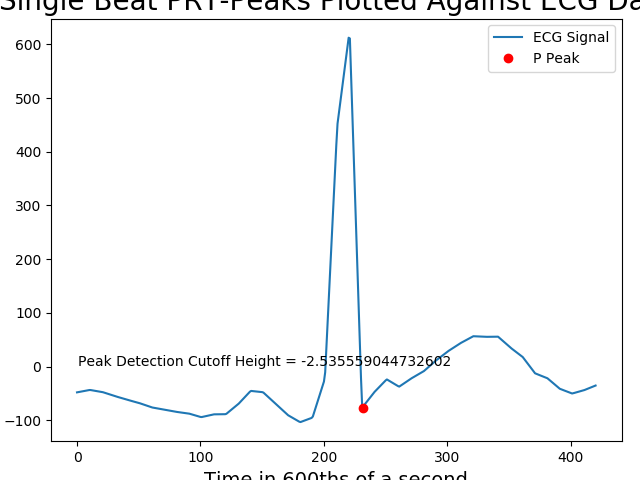 Single Beat PRT-Peaks Plotted Against ECG Da
600
500
400
300
200
100
0
−100
ECG Signal
P Peak
Peak Detection Cutoff Height = -2.535559044732602
0 100 200 300 400
Time in 600ths of a second